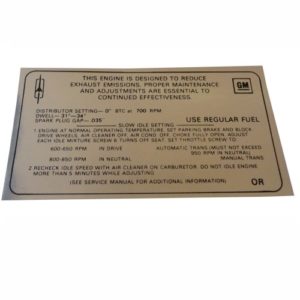 THIS ENGINE IS DESIGNED TO REDUCE
EXHAUST EMISSIONS, PROPER MAINTENANCE
AND ADJUSTMENTS ARE ESSENTIAL TO
CONTINUED EFFECTIVENESS.
GM
DISTRIBUTOR SETTING- 0° BTC at 700 RPM
DWELL- 31°-34°
SPARK PLUG GAP- .035"
USE REGULAR FUEL
SLOW IDLE SETTING
1 ENGINE AT NORMAL OPERATING TEMPERATURE, SET PARKING BRAKE AND BLOCK
DRIVE WHEELS, AIR CLEANER OFF, AIR COND OFF, CHOKE FULLY OPEN. ADJUST
EACH IDLE MIXTURE SCREW TURNS OFF SEAT. SET THROTTLE SCREW TO
600-650 RPM IN DRIVE AUTOMATIC TRANS (MUST NOT EXCEED
950 RPM IN NEUTRAL)
800-850 RPM IN NEUTRAL MANUAL TRANS
2 RECHECK IDLE SPEED WITH AIR CLEANER ON CARBURETOR. DO NOT IDLE ENGINE
MORE THAN 5 MINUTES WHILE ADJUSTING
(SEE SERVICE MANUAL FOR ADDITIONAL INFORMATION)
OR